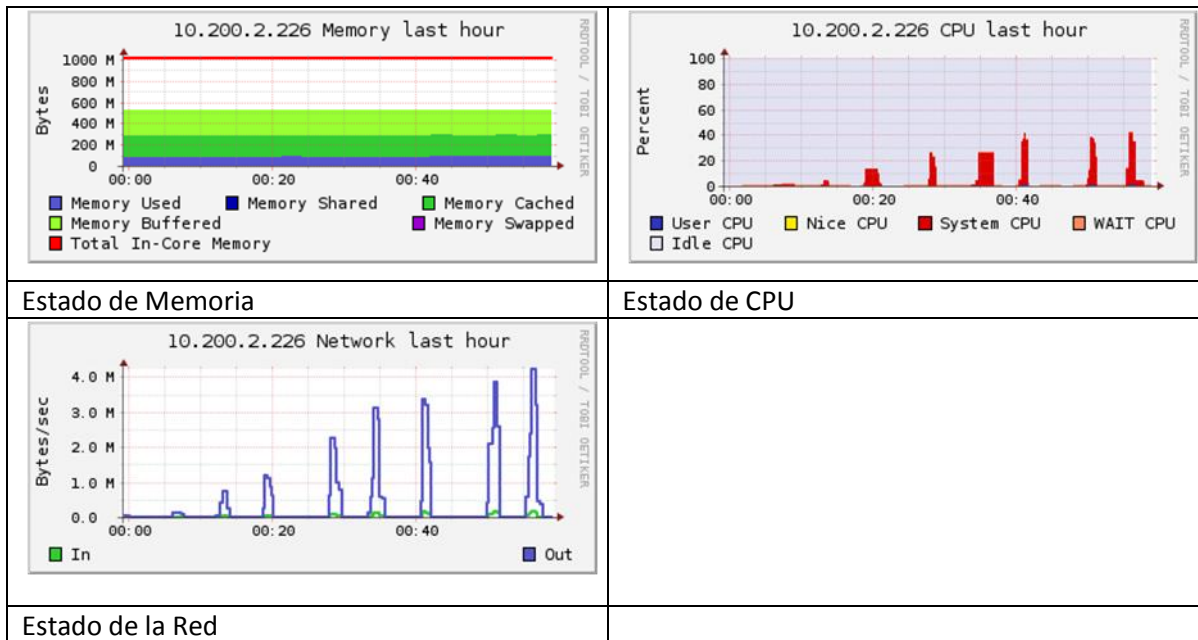 10.200.2.226 Memory last hour
RRDTOOL / TOBI OETIKER
Bytes
1000 M
800 M
600 M
400 M
200 M
0
00:00 00:20 00:40
Memory Used Memory Shared Memory Cached
Memory Buffered Memory Swapped
Total In-Core Memory
10.200.2.226 CPU last hour
RRDTOOL / TOBI OETIKER
Percent
100
80
60
40
20
0
00:00 00:20 00:40
User CPU Nice CPU System CPU WAIT CPU
Idle CPU
Estado de Memoria
Estado de CPU
10.200.2.226 Network last hour
RRDTOOL / TOBI OETIKER
Bytes/sec
4.0 M
3.0 M
2.0 M
1.0 M
0.0
00:00 00:20 00:40
In Out
Estado de la Red